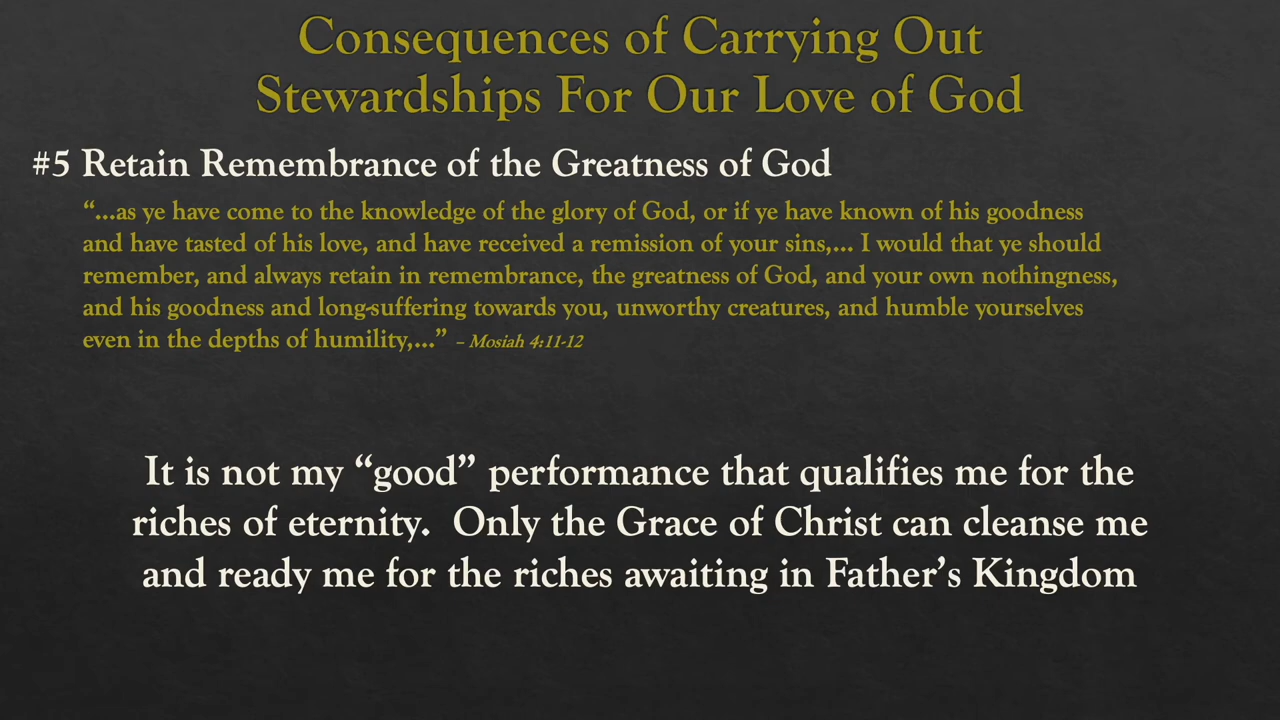 Consequences of Carrying Out
Stewardships For Our Love of God
#5 Retain Remembrance of the Greatness of God
“…as ye have come to the knowledge of the glory of God, or if ye have known of his goodness
and have tasted of his love, and have received a remission of your sins,… I would that ye should
remember, and always retain in remembrance, the greatness of God, and your own nothingness,
and his goodness and long-suffering towards you, unworthy creatures, and humble yourselves
even in the depths of humility,…” – Mosiah 4:11-12
It is not my “good” performance that qualifies me for the
riches of eternity. Only the Grace of Christ can cleanse me
and ready me for the riches awaiting in Father’s Kingdom